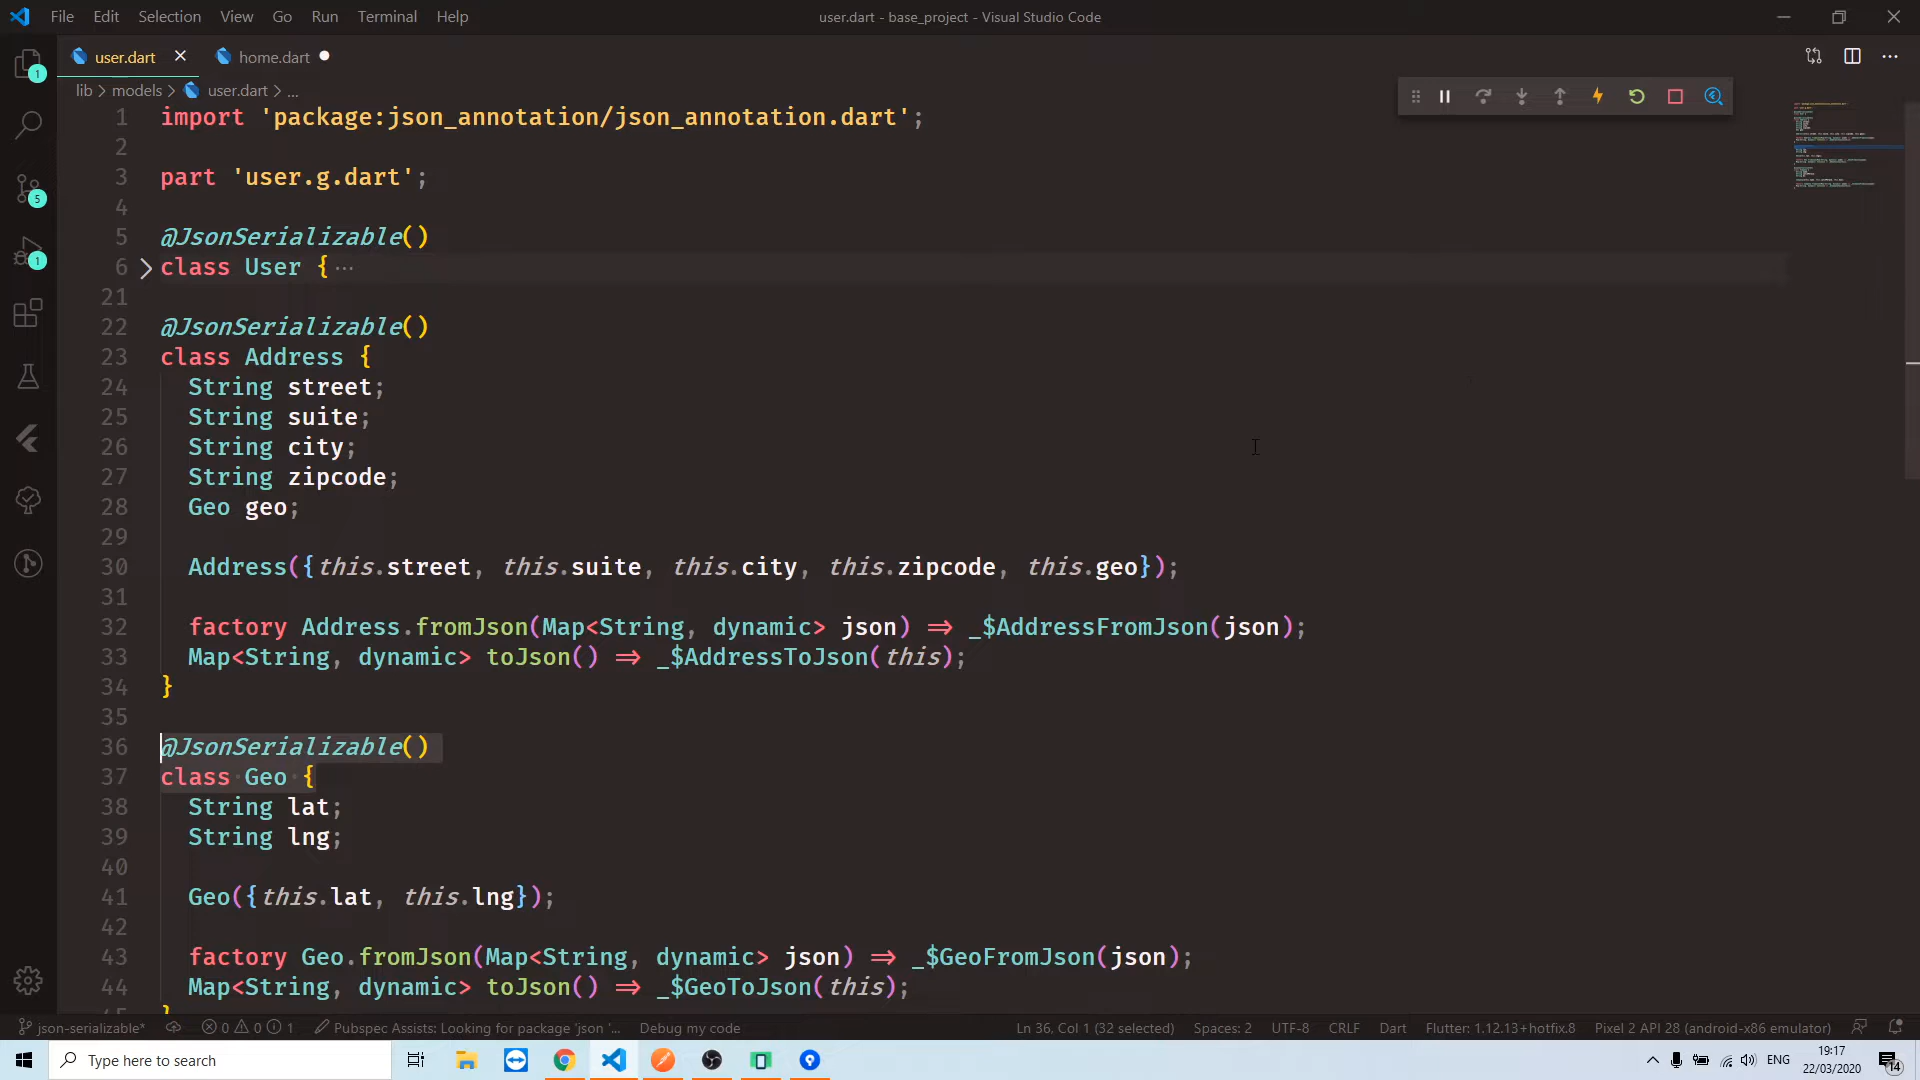 File Edit Selection View Go Run Terminal Help
user.dart - base_project - Visual Studio Code
user.dart home.dart
lib > models > user.dart > ...
1 import 'package:json_annotation/json_annotation.dart';
2
3 part 'user.g.dart';
4
5 @JsonSerializable()
6 class User { ···
21
22 @JsonSerializable()
23 class Address {
24 String street;
25 String suite;
26 String city;
27 String zipcode;
28 Geo geo;
29
30 Address({this.street, this.suite, this.city, this.zipcode, this.geo});
31
32 factory Address.fromJson(Map<String, dynamic> json) => _$AddressFromJson(json);
33 Map<String, dynamic> toJson() => _$AddressToJson(this);
34 }
35
36 @JsonSerializable()
37 class Geo {
38 String lat;
39 String lng;
40
41 Geo({this.lat, this.lng});
42
43 factory Geo.fromJson(Map<String, dynamic> json) => _$GeoFromJson(json);
44 Map<String, dynamic> toJson() => _$GeoToJson(this);
1
5
1
json-serializable* 0 0 1 Pubspec Assists: Looking for package 'json '... Debug my code Ln 36, Col 1 (32 selected) Spaces: 2 UTF-8 CRLF Dart Flutter: 1.12.13+hotfix.8 Pixel 2 API 28 (android-x86 emulator)
Type here to search
ENG
19:17
22/03/2020
14